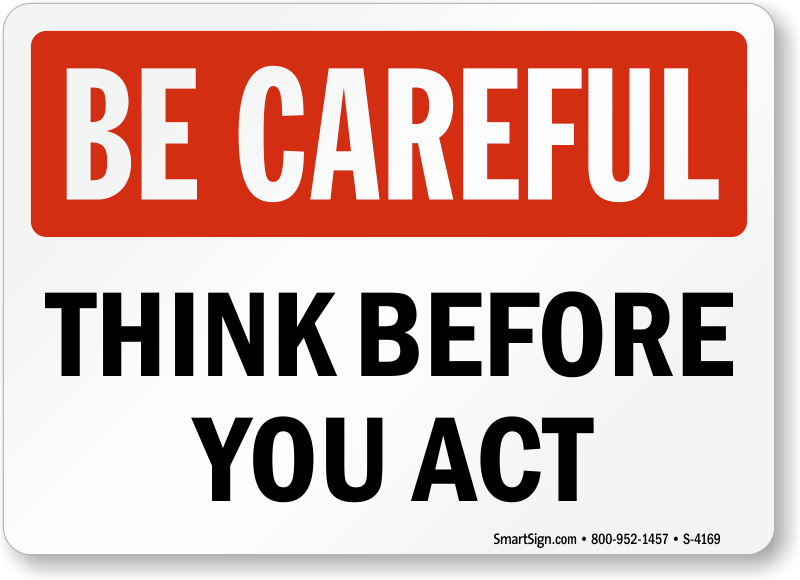 BE CAREFUL
THINK BEFORE
YOU ACT
SmartSign.com • 800-952-1457 • S-4169